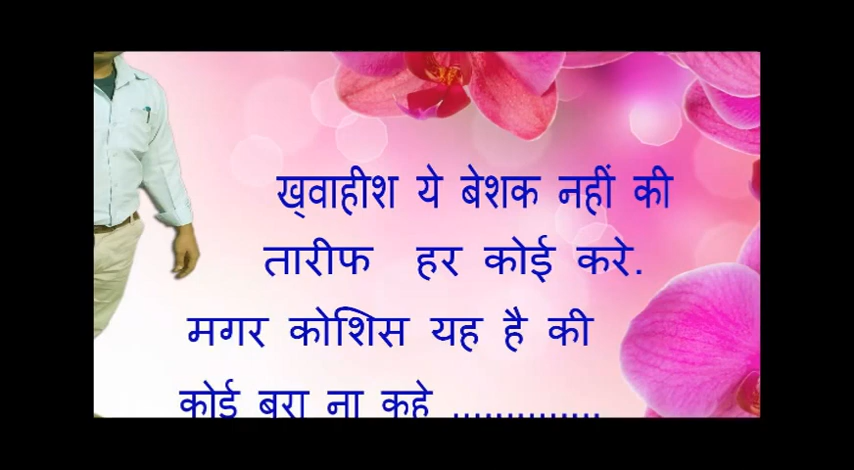 ख्वाहीश ये बेशक नहीं की
तारीफ हर कोई करे.
मगर कोशिस यह है की
कोई बुरा ना कहे ..............